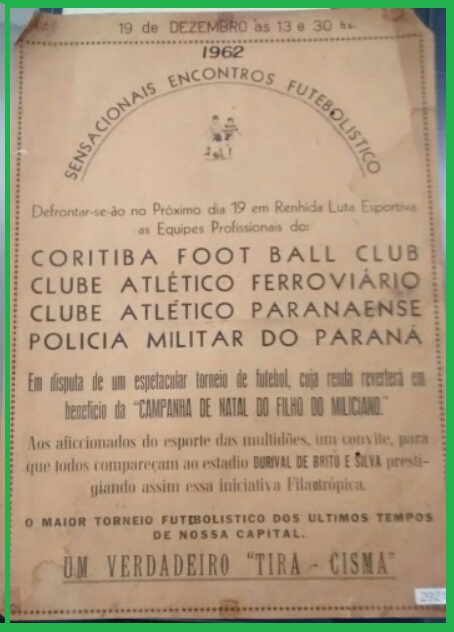 19 de DEZEMBRO às 13 e 30 hs.
1962
SENSACIONAIS ENCONTROS FUTEBOLISTICO
Defrontar-se-ão no Próximo dia 19 em Renhida Luta Esportiva
as Equipes Profissionais do:
CORITIBA FOOT BALL CLUB
CLUBE ATLÉTICO FERROVIÁRIO
CLUBE ATLÉTICO PARANAENSE
POLICIA MILITAR DO PARANÁ
Em disputa de um espetacular torneio de futebol, coja renda reverterá em
beneficio da "CAMPANHA DE NATAL DO FILHO DO MILICIANO."
Aos aficcionados do esporte das multidões, um convite, para
que todos compareçam ao estadio DURIVAL DE BRITO E SILVA presti-
giando assim essa iniciativa Filantrópica.
O MAIOR TORNEIO FUTEBOLISTICO DOS ULTIMOS TEMPOS
DE NOSSA CAPITAL.
UM VERDADEIRO "TIRA - CISMA"